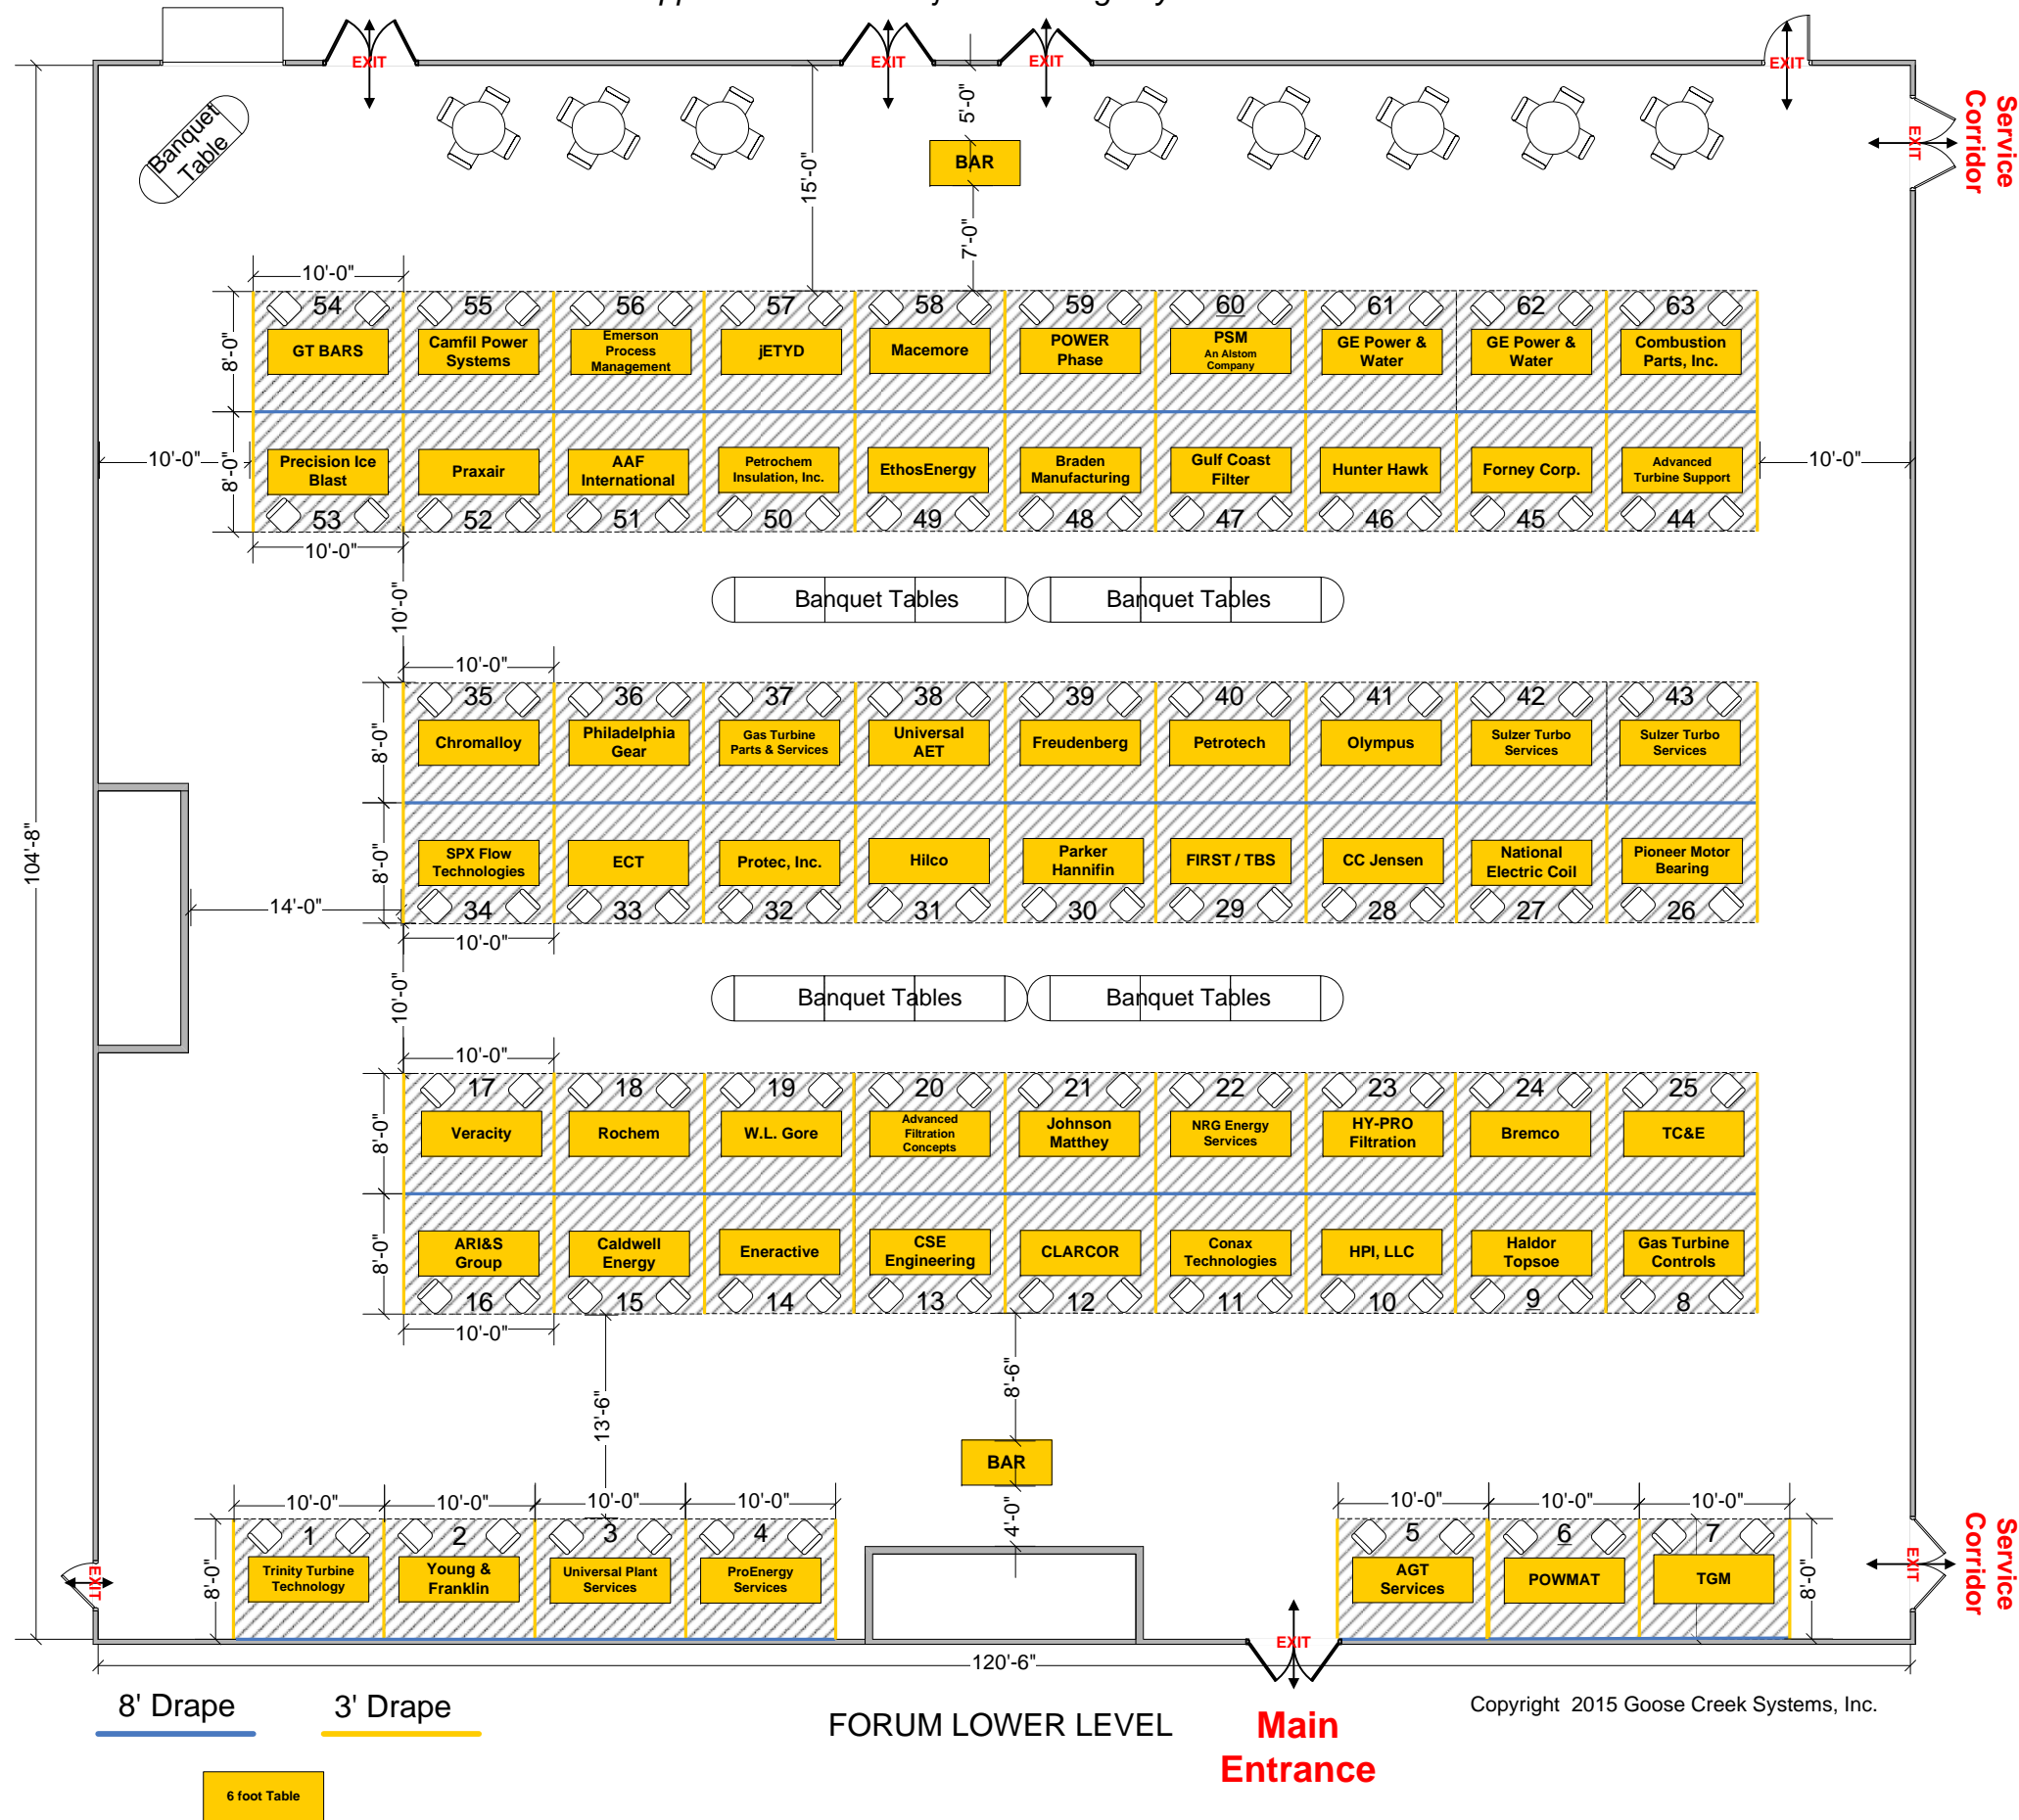 EXIT
EXIT
EXIT
EXIT
Service
Corridor
EXIT
Banquet
Table
5'-0"
BAR
15'-0"
7'-0"
10'-0"
54
55
56
57
58
59
60
61
62
63
8'-0"
GT BARS
Camfil Power
Systems
Emerson
Process
Management
jETYD
Macemore
POWER
Phase
PSM
An Alstom
Company
GE Power &
Water
GE Power &
Water
Combustion
Parts, Inc.
10'-0"
8'-0"
Precision Ice
Blast
Praxair
AAF
International
Petrochem
Insulation, Inc.
EthosEnergy
Braden
Manufacturing
Gulf Coast
Filter
Hunter Hawk
Forney Corp.
Advanced
Turbine Support
10'-0"
53
52
51
50
49
48
47
46
45
44
10'-0"
10'-0"
Banquet Tables
Banquet Tables
10'-0"
35
36
37
38
39
40
41
42
43
8'-0"
Chromalloy
Philadelphia
Gear
Gas Turbine
Parts & Services
Universal
AET
Freudenberg
Petrotech
Olympus
Sulzer Turbo
Services
Sulzer Turbo
Services
104'-8"
8'-0"
SPX Flow
Technologies
ECT
Protec, Inc.
Hilco
Parker
Hannifin
FIRST / TBS
CC Jensen
National
Electric Coil
Pioneer Motor
Bearing
14'-0"
34
33
32
31
30
29
28
27
26
10'-0"
10'-0"
Banquet Tables
Banquet Tables
10'-0"
17
18
19
20
21
22
23
24
25
8'-0"
Veracity
Rochem
W.L. Gore
Advanced
Filtration
Concepts
Johnson
Matthey
NRG Energy
Services
HY-PRO
Filtration
Bremco
TC&E
8'-0"
ARI&S
Group
Caldwell
Energy
Eneractive
CSE
Engineering
CLARCOR
Conax
Technologies
HPI, LLC
Haldor
Topsoe
Gas Turbine
Controls
16
15
14
13
12
11
10
9
8
10'-0"
13'-6"
8'-6"
BAR
4'-0"
10'-0"
10'-0"
10'-0"
10'-0"
10'-0"
10'-0"
10'-0"
1
2
3
4
5
6
7
8'-0"
Trinity Turbine
Technology
Young &
Franklin
Universal Plant
Services
ProEnergy
Services
AGT
Services
POWMAT
TGM
8'-0"
EXIT
EXIT
Service
Corridor
EXIT
120'-6"
8' Drape
3' Drape
FORUM LOWER LEVEL
Main
Entrance
Copyright 2015 Goose Creek Systems, Inc.
6 foot Table